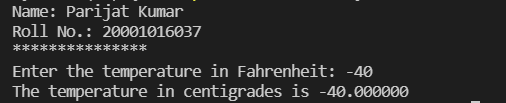 Name: Parijat Kumar
Roll No.: 20001016037
***************
Enter the temperature in Fahrenheit: -40
The temperature in centigrades is -40.000000